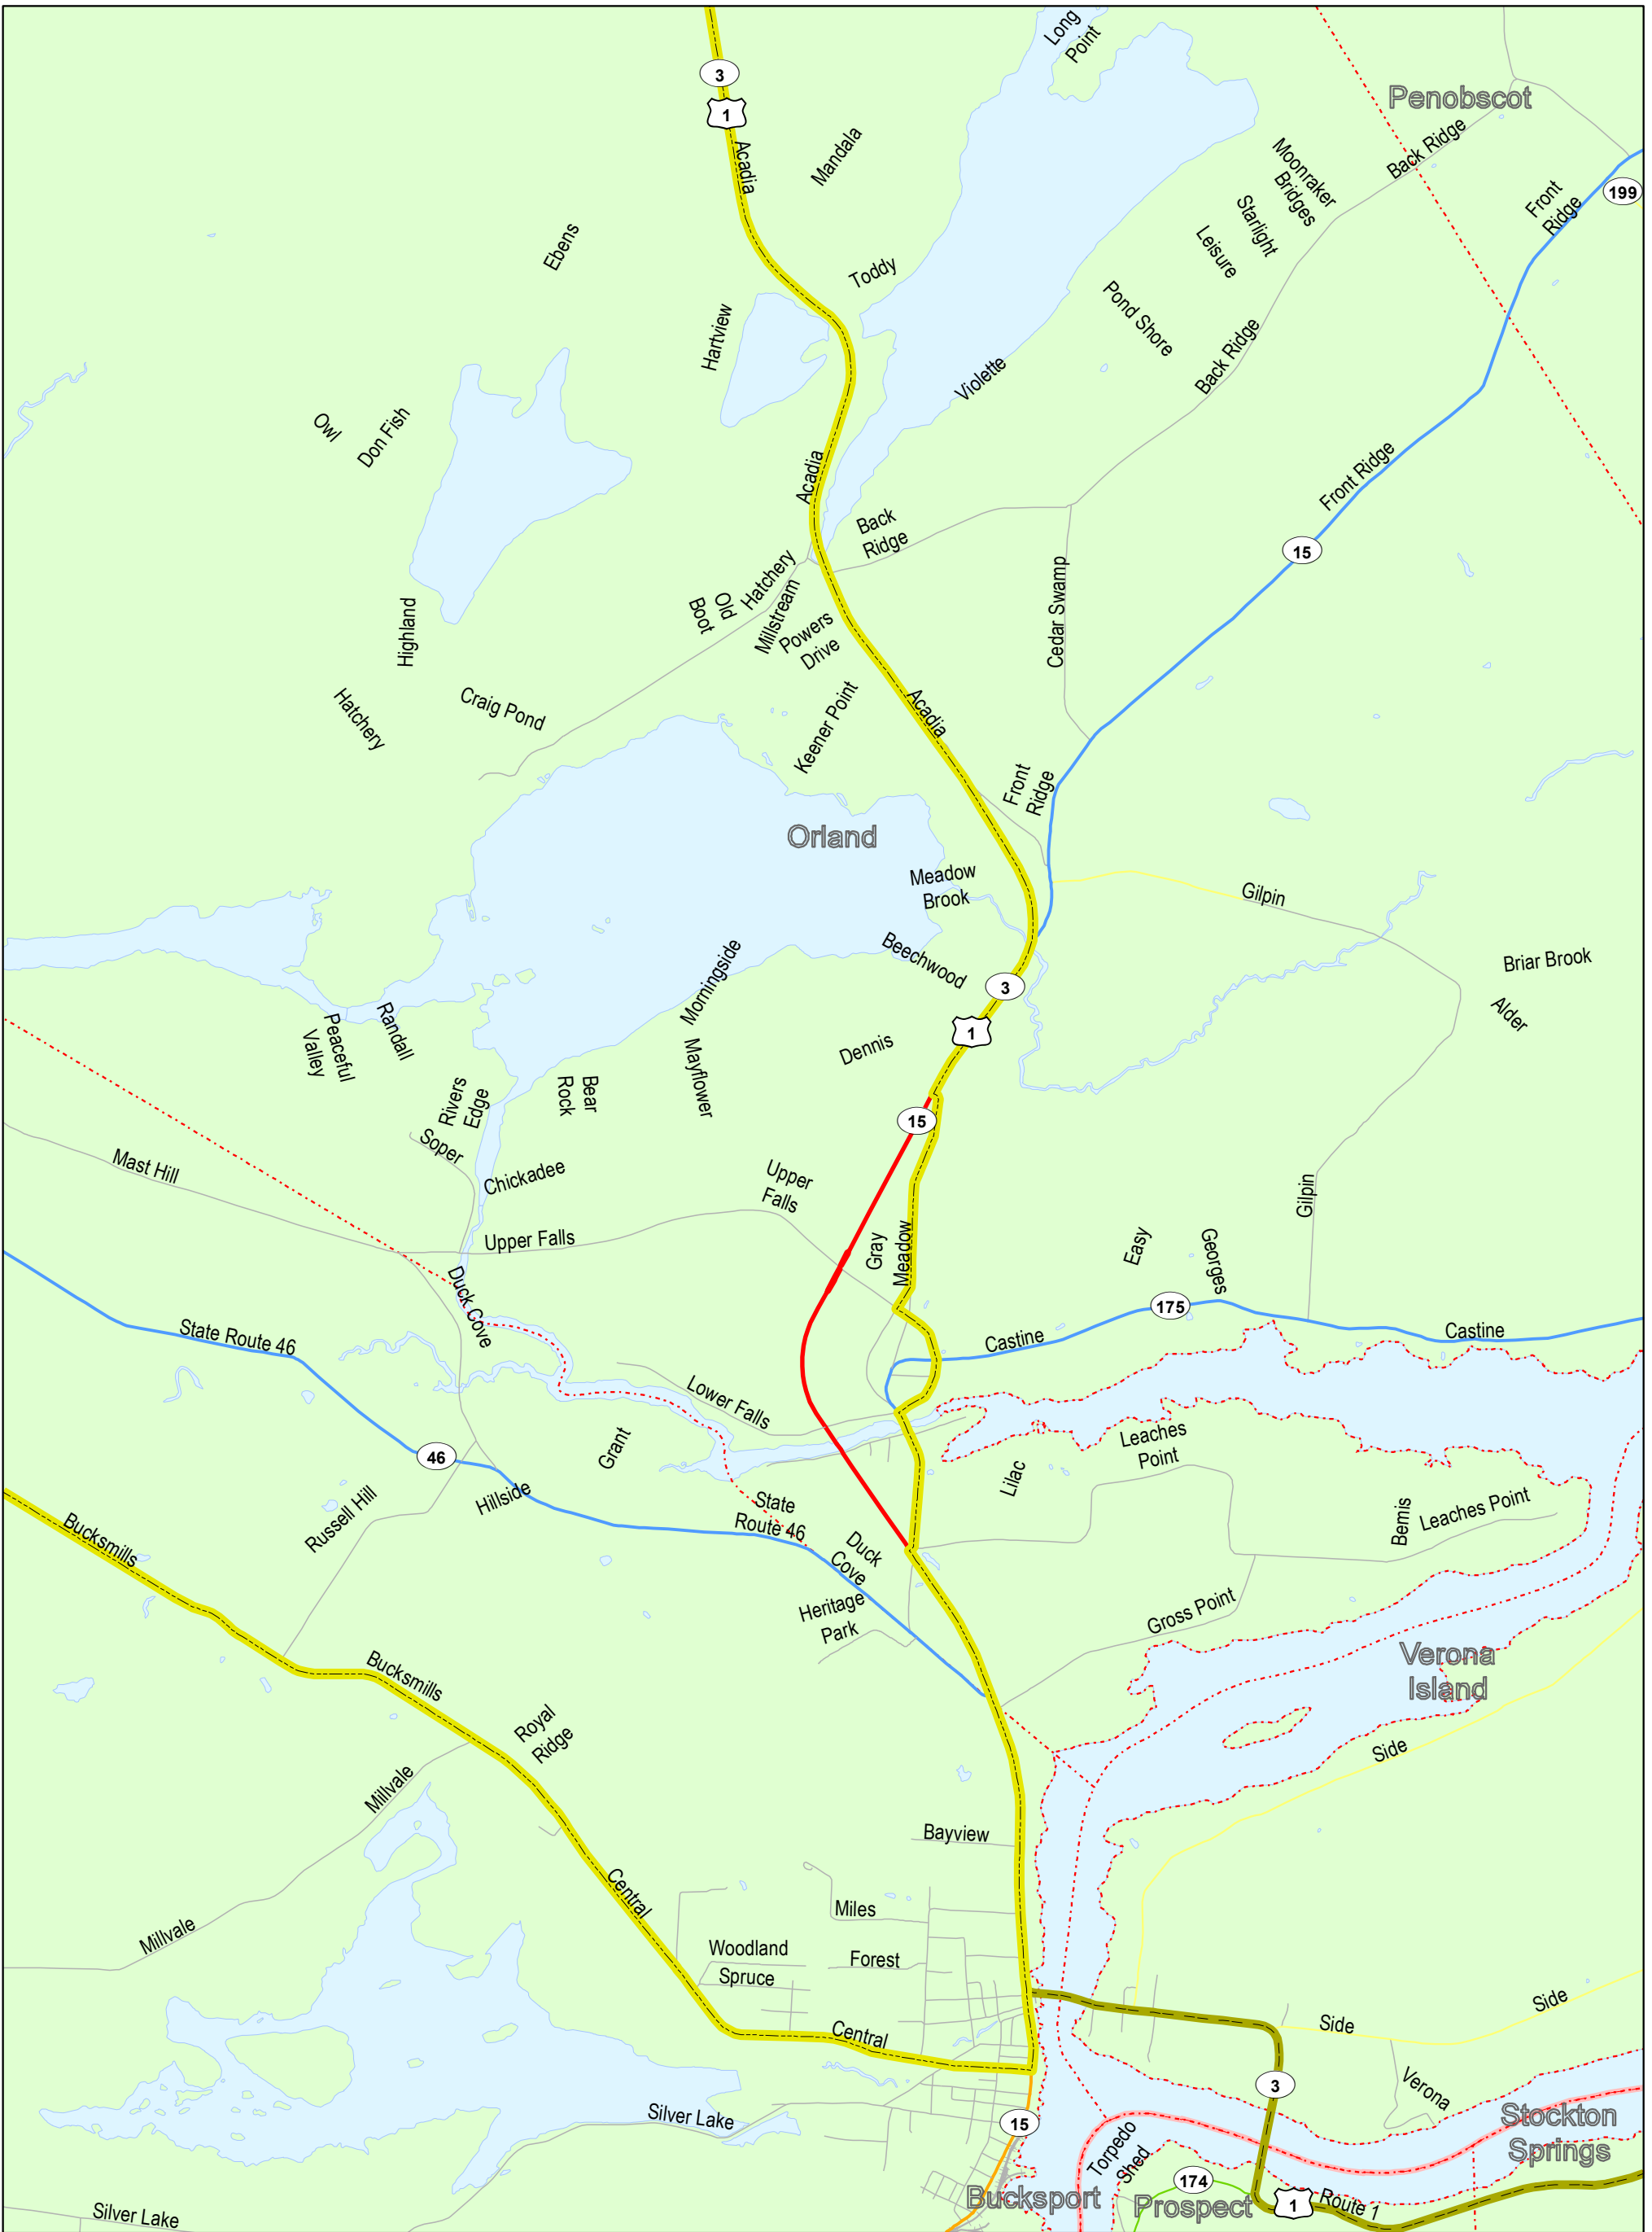 Long
Point
Penobscot
3
1
Acadia
Mandala
Moonraker
Bridges
Back Ridge
Front
Ridge
199
Ebens
Starlight
Leisure
Toddy
Pond Shore
Hartview
Back Ridge
Violette
Owl
Don Fish
Acadia
Front Ridge
Back
Ridge
15
Hatchery
Old
Boot
Millstream
Powers
Drive
Cedar Swamp
Highland
Hatchery
Craig Pond
Keener Point
Acadia
Front
Ridge
Orland
Meadow
Brook
Gilpin
Beechwood
Briar Brook
Morningside
3
Alder
Randall
Peaceful
Valley
1
Dennis
Mayflower
Rivers
Edge
Bear
Rock
15
Soper
Mast Hill
Chickadee
Upper
Falls
Gilpin
Upper Falls
Gray
Meadow
Easy
Georges
Duck Cove
175
State Route 46
Castine
Castine
Lower Falls
Leaches
Point
46
Grant
Lilac
Russell Hill
Hillside
State
Route 46
Bemis
Leaches Point
Bucksmills
Duck
Cove
Heritage
Park
Gross Point
Verona
Island
Bucksmills
Royal
Ridge
Side
Millvale
Bayview
Central
Miles
Millvale
Woodland
Forest
Spruce
Side
Side
Central
3
Verona
Silver Lake
15
Stockton
Springs
Torpedo
Shed
174
Bucksport
Prospect
1
Route 1
Silver Lake